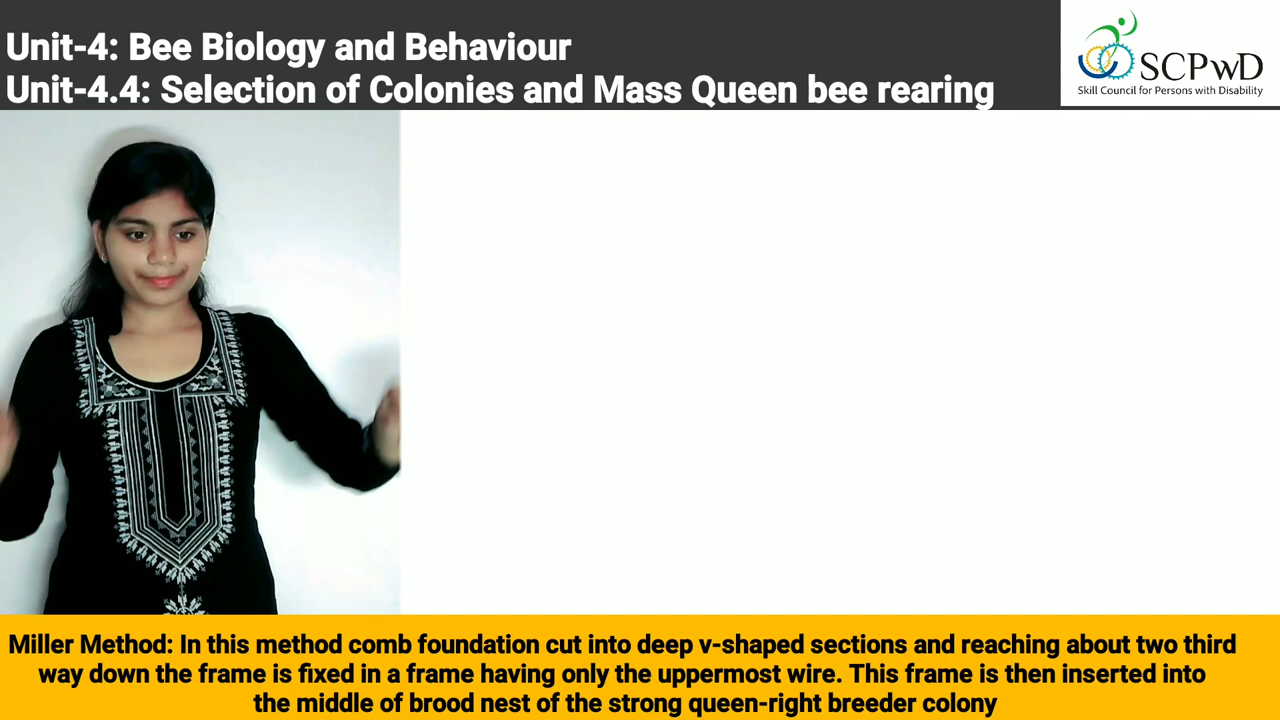 Unit-4: Bee Biology and Behaviour
Unit-4.4: Selection of Colonies and Mass Queen bee rearing
SCPwD
Skill Council for Persons with Disability
Miller Method: In this method comb foundation cut into deep v-shaped sections and reaching about two third
way down the frame is fixed in a frame having only the uppermost wire. This frame is then inserted into
the middle of brood nest of the strong queen-right breeder colony